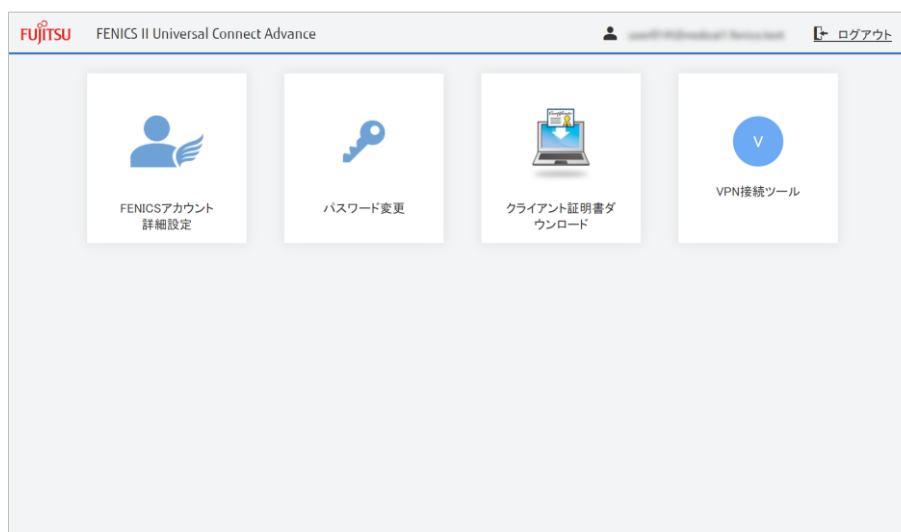 FUJITSU FENICS II Universal Connect Advance ログアウト
FENICSアカウント
詳細設定
パスワード変更
クライアント証明書ダ
ウンロード
V
VPN接続ツール